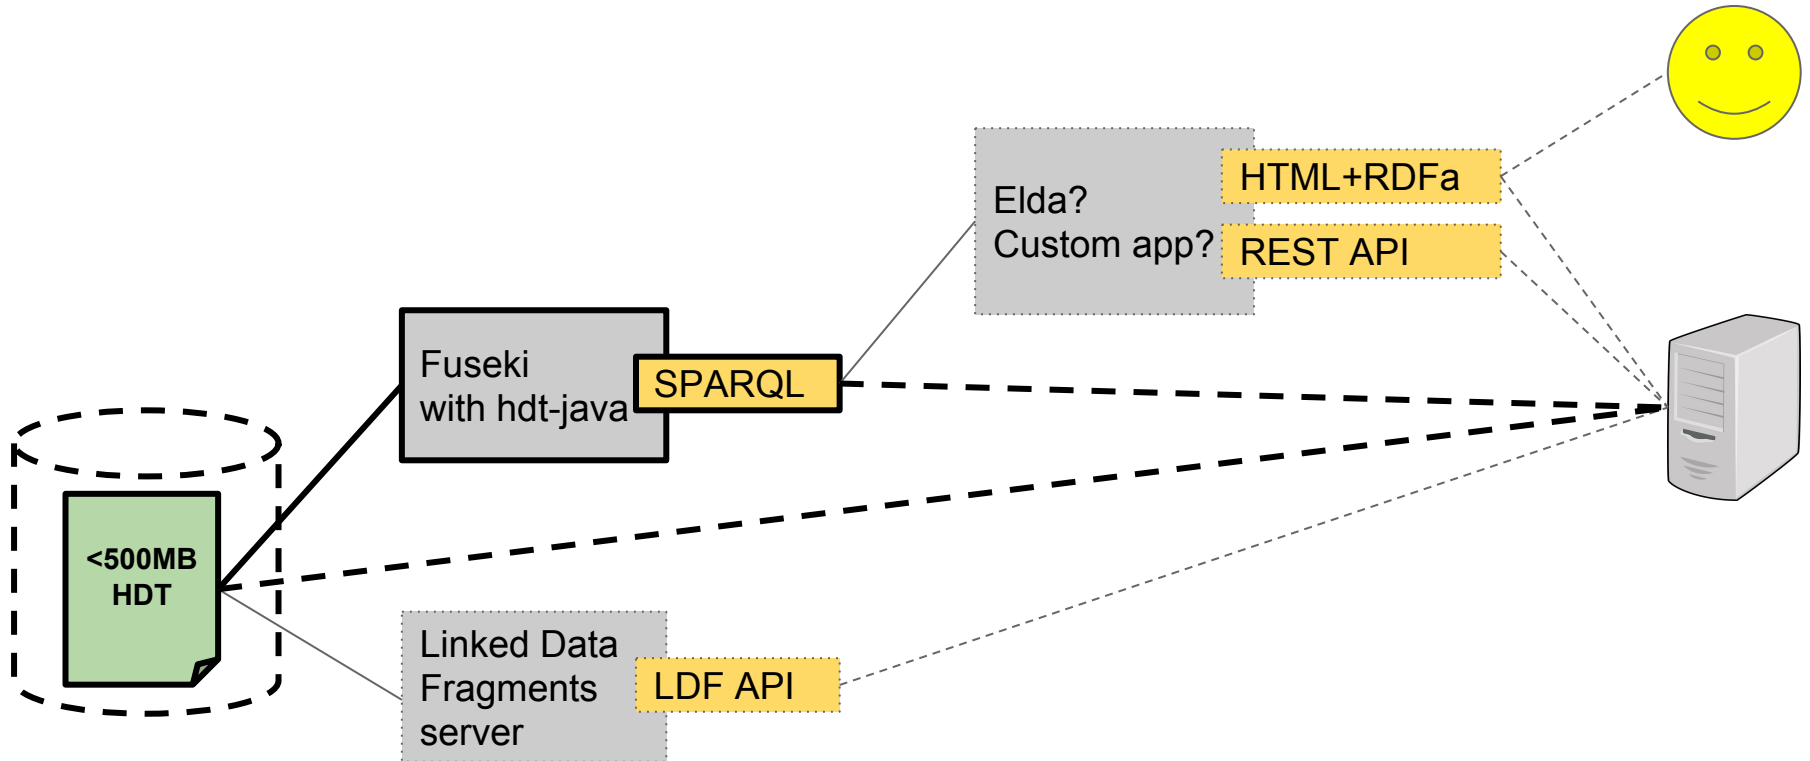 Elda?
Custom app?
HTML+RDFa
REST API
Fuseki
with hdt-java
SPARQL
<500MB
HDT
Linked Data
Fragments
server
LDF API